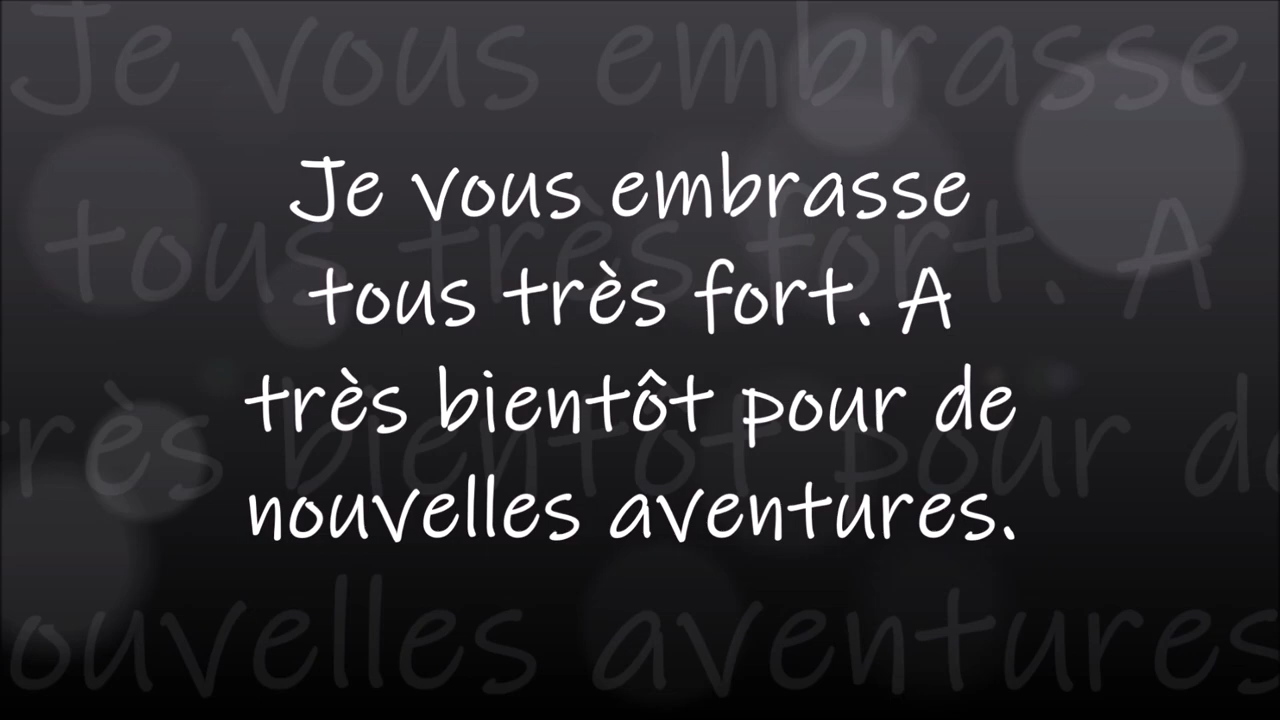 Je vous embrasse
tous très fort. A
très bientôt pour de
nouvelles aventures.